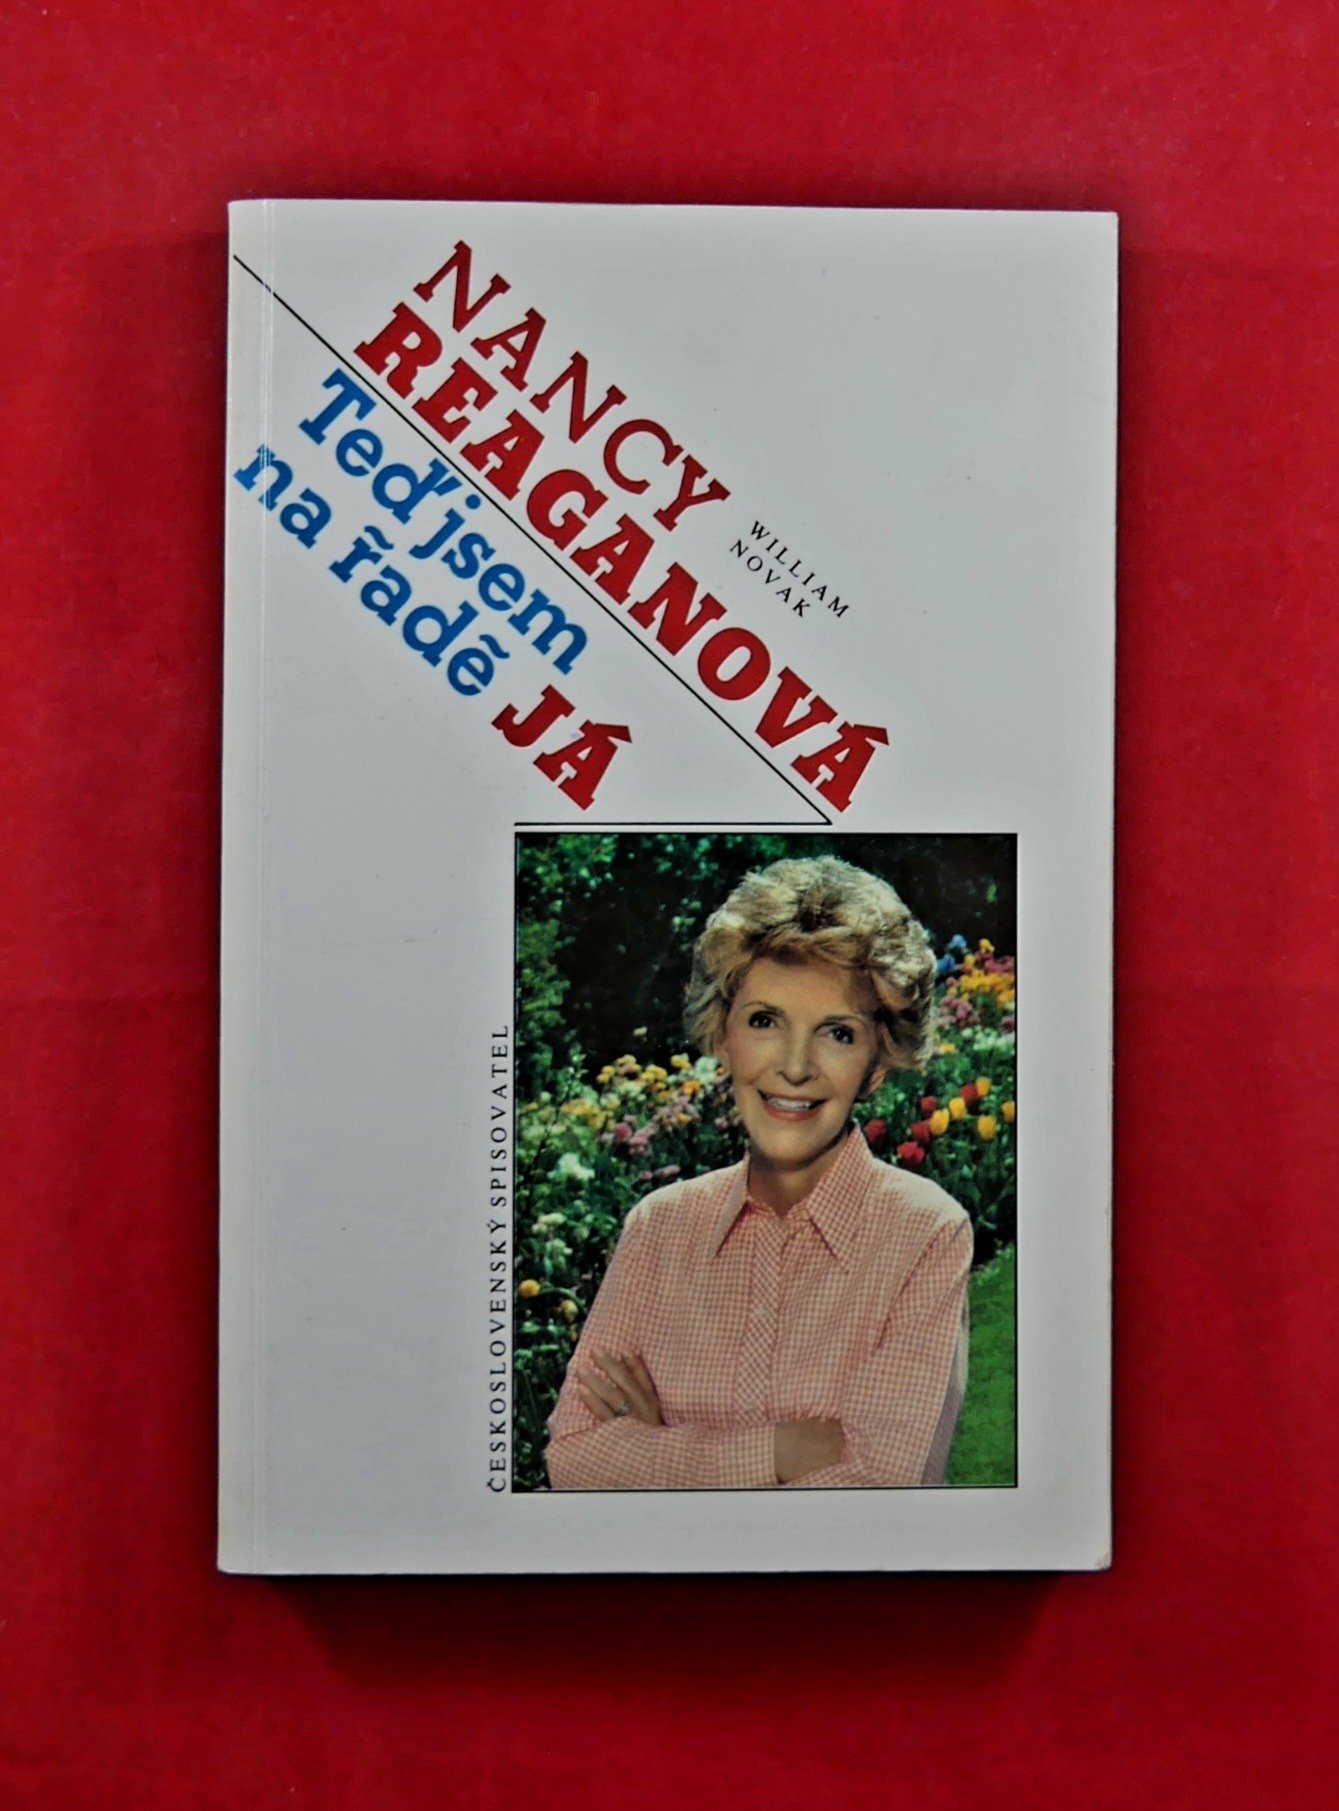 NANCY
REAGANOVÁ
WILLIAM
NOVAK
Teď jsem
na řadě JÁ
ČESKOSLOVENSKÝ SPISOVATEL